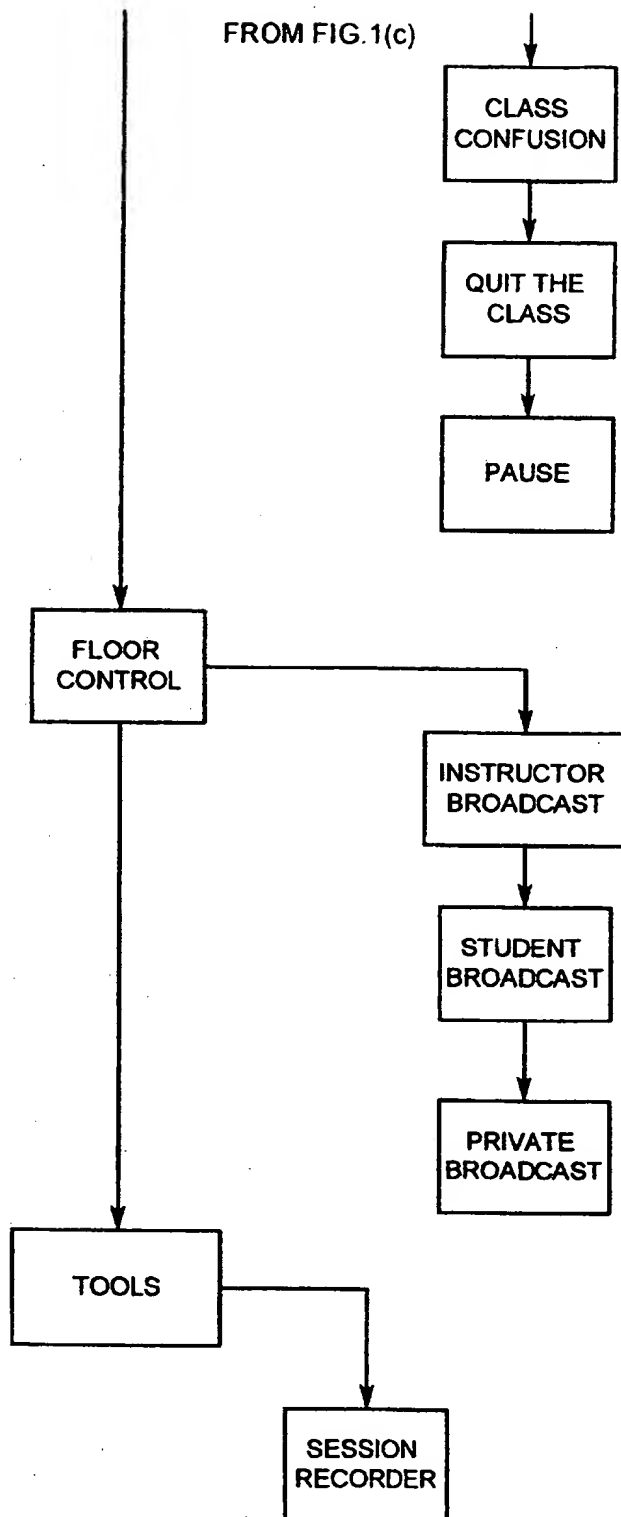 FROM FIG.1(c)
CLASS
CONFUSION
QUIT THE
CLASS
PAUSE
FLOOR
CONTROL
INSTRUCTOR
BROADCAST
STUDENT
BROADCAST
PRIVATE
BROADCAST
TOOLS
SESSION
RECORDER